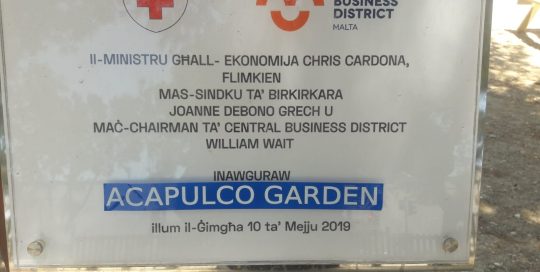 BUSINESS
DISTRICT
MALTA
Il-MINISTRU GĦALL- EKONOMIJA CHRIS CARDONA,
FLIMKIEN
MAS-SINDKU TA' BIRKIRKARA
JOANNE DEBONO GRECH U
MAĊ-CHAIRMAN TA' CENTRAL BUSINESS DISTRICT
WILLIAM WAIT
INAWGURAW
ACAPULCO GARDEN
illum il-Ġimgħa 10 ta' Mejju 2019